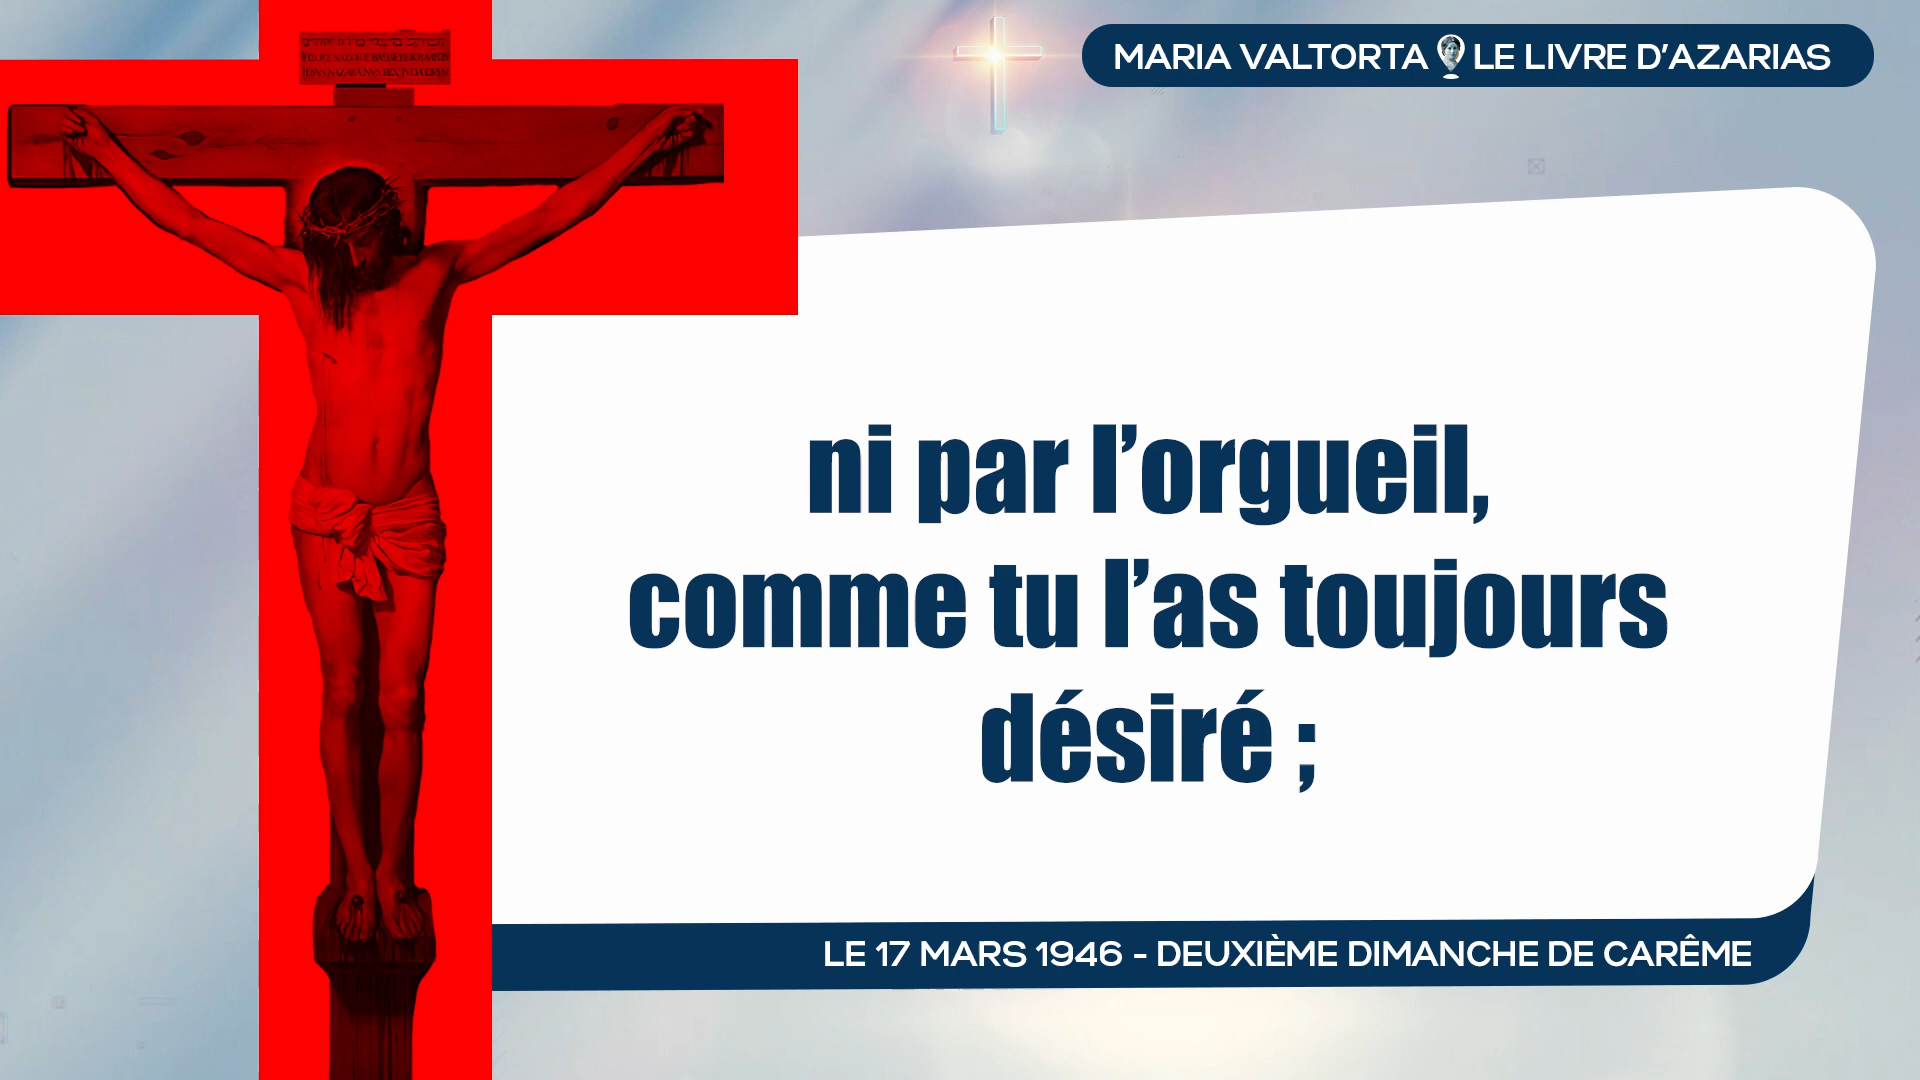 MARIA VALTORTA LE LIVRE D’AZARIAS
ni par l’orgueil,
comme tu l’as toujours
désiré ;
LE 17 MARS 1946 - DEUXIÈME DIMANCHE DE CARÊME